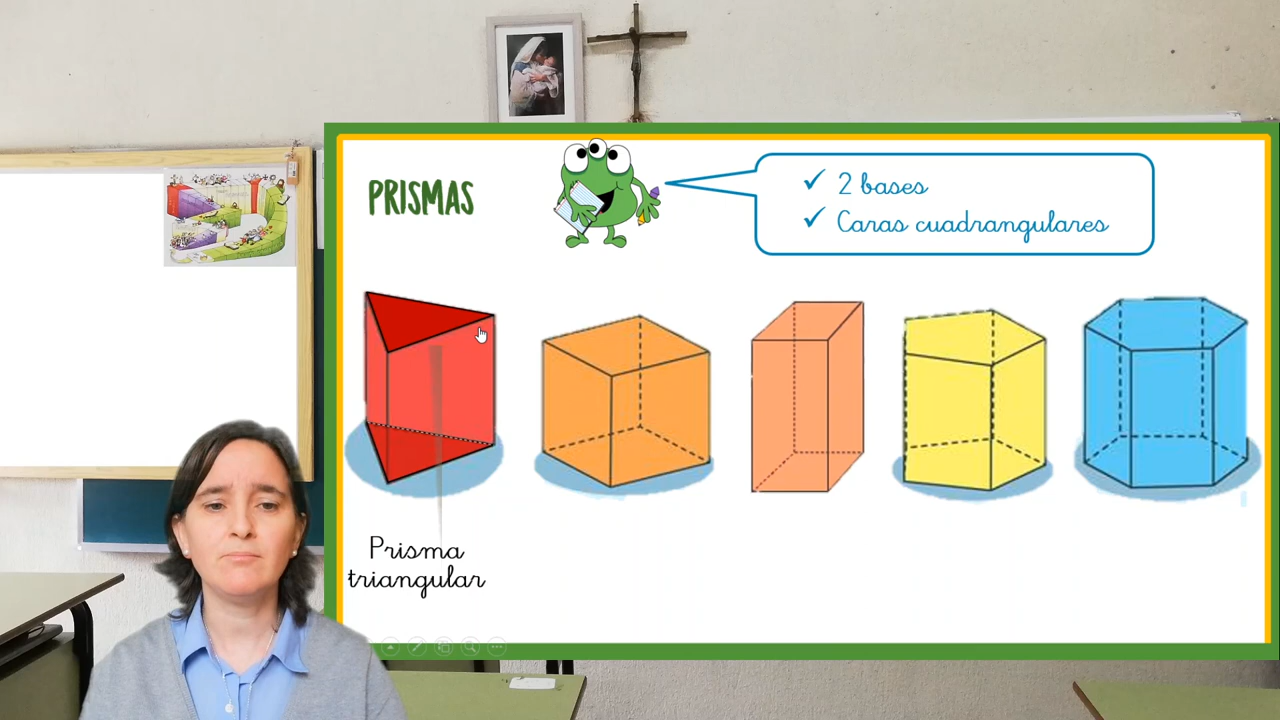 PRISMAS
✓ 2 bases
✓ Caras cuadrangulares
Prisma
triangular